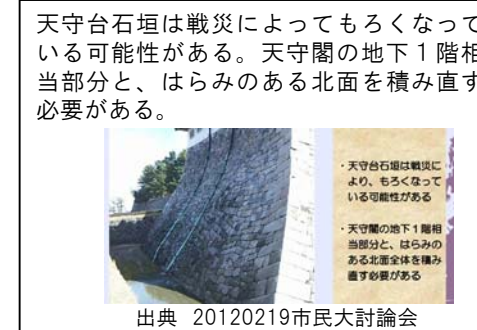 天守台石垣は戦災によってもろくなって
いる可能性がある。天守閣の地下１階相
当部分と、はらみのある北面を積み直す
必要がある。
・天守台石垣は戦災に
より、もろくなって
いる可能性がある
・天守閣の地下１階相
当部分と、はらみの
ある北面全体を積み
直す必要がある
出典 20120219市民大討論会